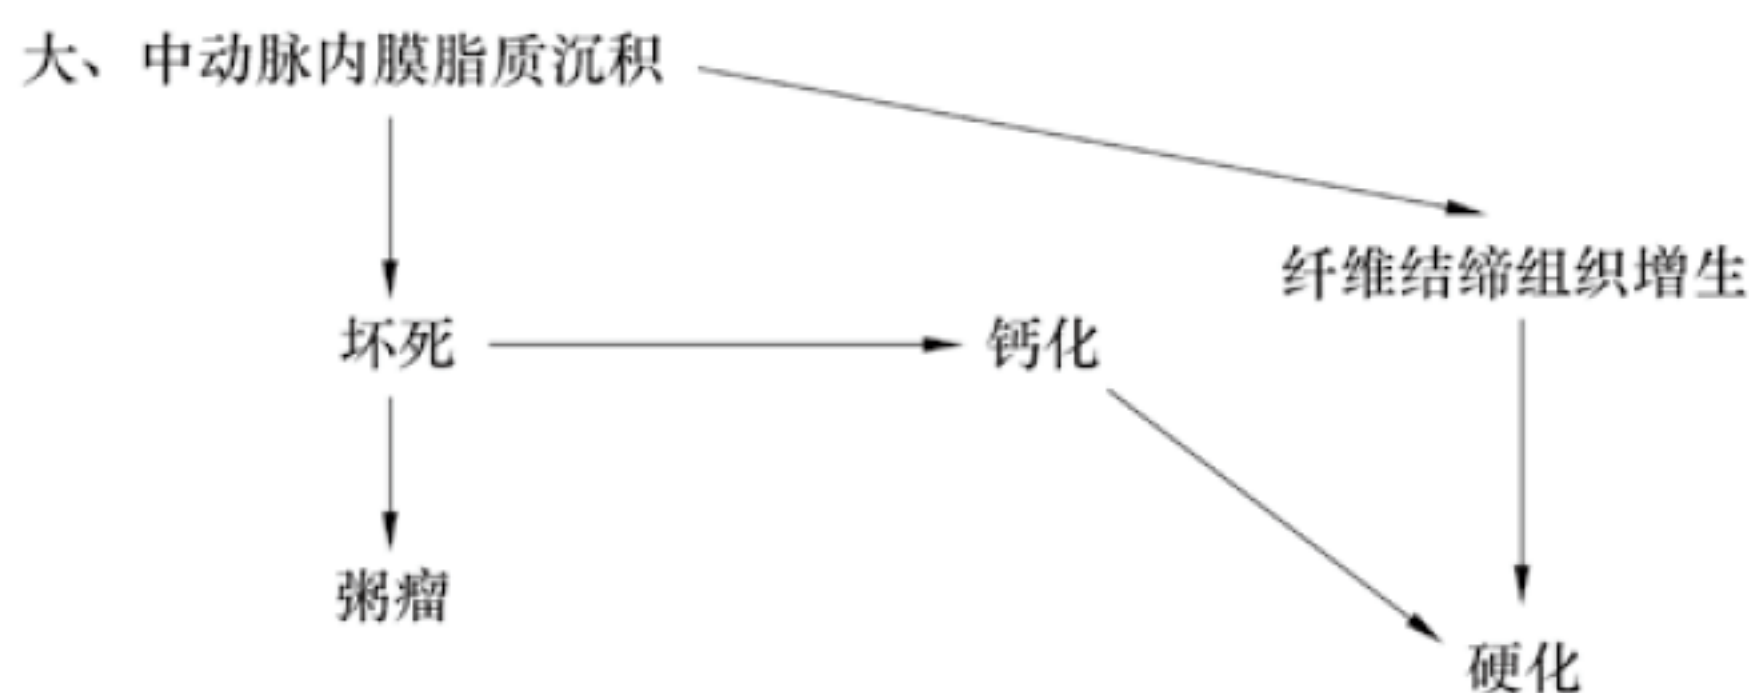 大、中动脉内膜脂质沉积
纤维结缔组织增生
坏死
钙化
粥瘤
硬化